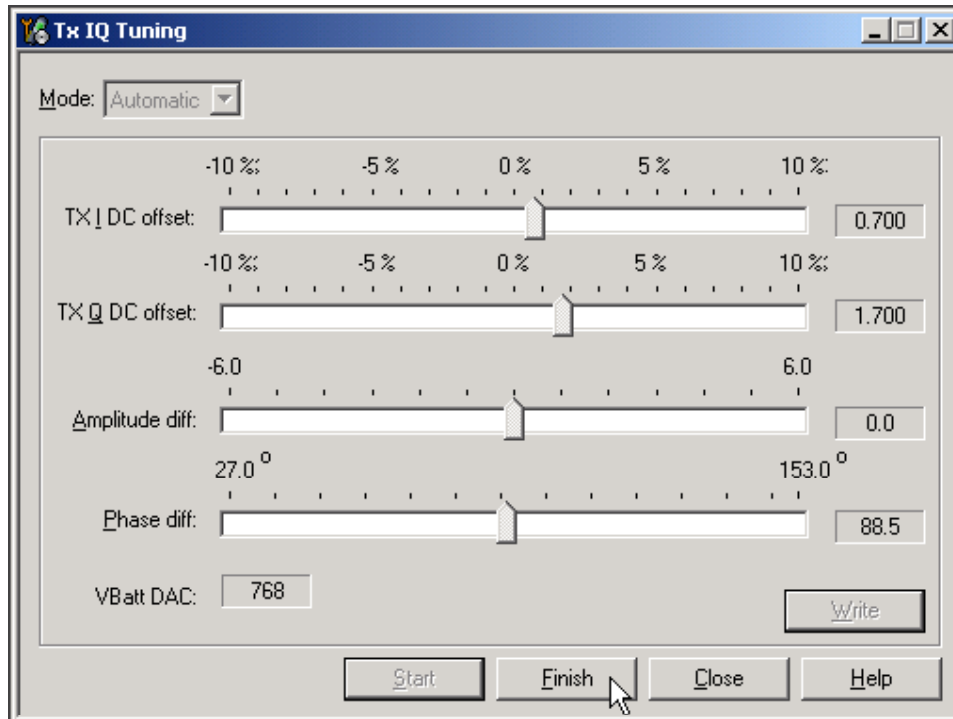 Tx IQ Tuning
Mode: Automatic
-10 %; -5 % 0 % 5 % 10 %:
TX I DC offset: 0.700
-10 %; -5 % 0 % 5 % 10 %;
TX Q DC offset: 1.700
-6.0 6.0
Amplitude diff: 0.0
27.0 ° 153.0 °
Phase diff: 88.5
VBatt DAC: 768
Write
Start Finish Close Help